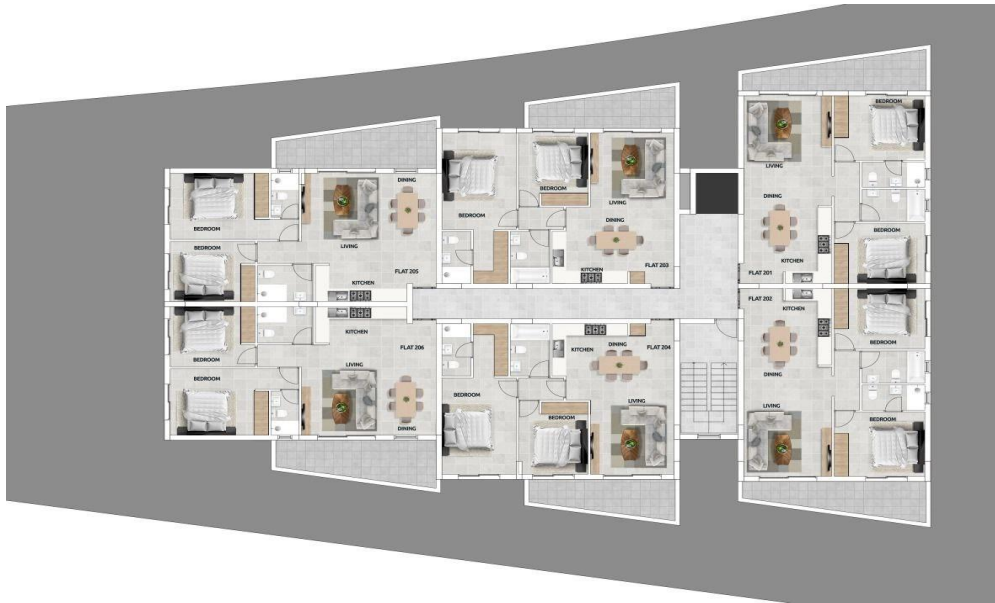 BEDROOM
LIVING
DINING
KITCHEN
FLAT 201
BEDROOM
BEDROOM
BEDROOM
LIVING
DINING
KITCHEN
FLAT 203
DINING
BEDROOM
LIVING
BEDROOM
FLAT 205
KITCHEN
KITCHEN
FLAT 206
BEDROOM
LIVING
BEDROOM
DINING
DINING
KITCHEN
FLAT 204
BEDROOM
LIVING
BEDROOM
FLAT 202
KITCHEN
BEDROOM
DINING
LIVING
BEDROOM